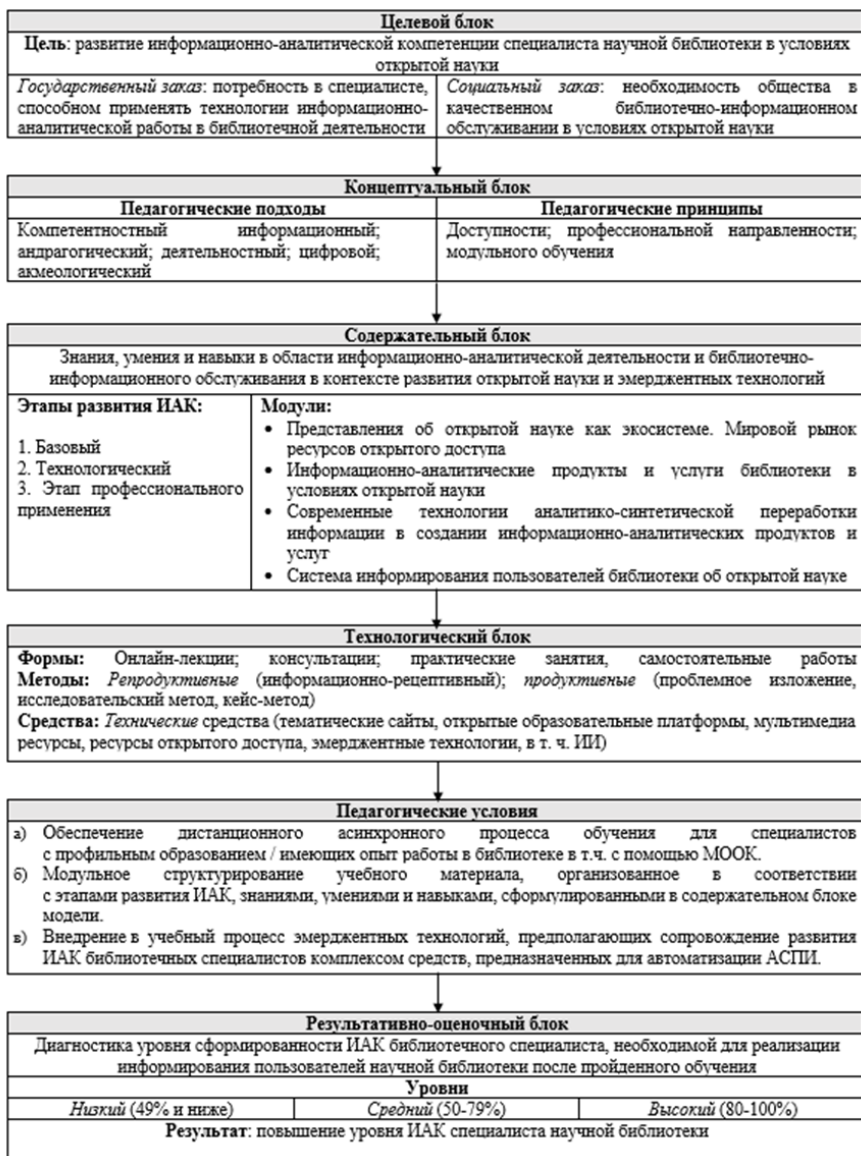 Целевой блок
Цель: развитие информационно-аналитической компетенции специалиста научной библиотеки в условиях
открытой науки
Государственный заказ: потребность в специалисте,
способном применять технологии информационно-
аналитической работы в библиотечной деятельности
Социальный заказ: необходимость общества в
качественном библиотечно-информационном
обслуживании в условиях открытой науки
Концептуальный блок
Педагогические подходы
Компетентностный информационный;
андрагогический; деятельностный; цифровой;
акмеологический
Педагогические принципы
Доступности; профессиональной направленности;
модульного обучения
Содержательный блок
Знания, умения и навыки в области информационно-аналитической деятельности и библиотечно-
информационного обслуживания в контексте развития открытой науки и эмерджентных технологий
Этапы развития ИАК:
1. Базовый
2. Технологический
3. Этап профессионального
применения
Модули:
• Представления об открытой науке как экосистеме. Мировой рынок
ресурсов открытого доступа
• Информационно-аналитические продукты и услуги библиотеки в
условиях открытой науки
• Современные технологии аналитико-синтетической переработки
информации в создании информационно-аналитических продуктов и
услуг
• Система информирования пользователей библиотеки об открытой науке
Технологический блок
Формы: Онлайн-лекции; консультации; практические занятия, самостоятельные работы
Методы: Репродуктивные (информационно-рецептивный); продуктивные (проблемное изложение,
исследовательский метод, кейс-метод)
Средства: Технические средства (тематические сайты, открытые образовательные платформы, мультимедиа
ресурсы, ресурсы открытого доступа, эмерджентные технологии, в т. ч. ИИ)
Педагогические условия
а) Обеспечение дистанционного асинхронного процесса обучения для специалистов
с профильным образованием / имеющих опыт работы в библиотеке в т.ч. с помощью МООК.
б) Модульное структурирование учебного материала, организованное в соответствии
с этапами развития ИАК, знаниями, умениями и навыками, сформулированными в содержательном блоке
модели.
в) Внедрение в учебный процесс эмерджентных технологий, предполагающих сопровождение развития
ИАК библиотечных специалистов комплексом средств, предназначенных для автоматизации АСПИ.
Результативно-оценочный блок
Диагностика уровня сформированности ИАК библиотечного специалиста, необходимой для реализации
информирования пользователей научной библиотеки после пройденного обучения
Уровни
Низкий (49% и ниже)
Средний (50-79%)
Высокий (80-100%)
Результат: повышение уровня ИАК специалиста научной библиотеки